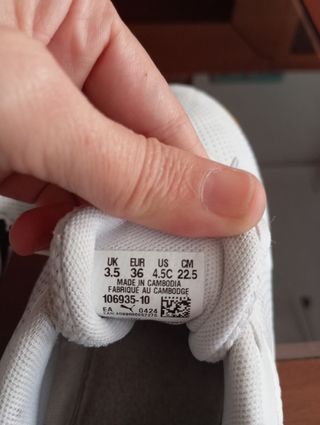 UK EUR US CM
3.5 36 4.5C 22.5
MADE IN CAMBODIA
FABRIQUÉ AU CAMBODGE
106935-10
EA 0424